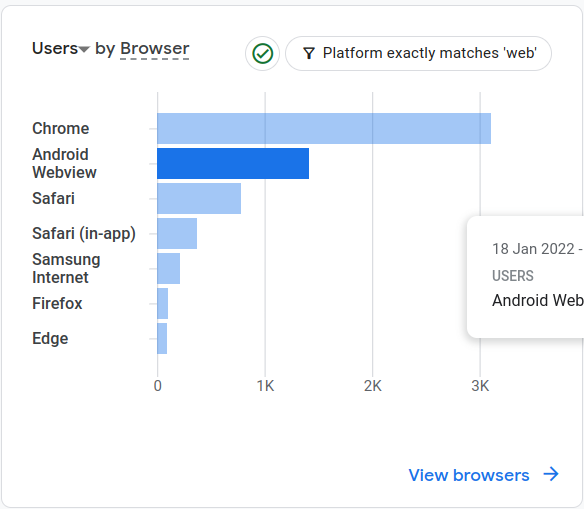 Users by Browser
Platform exactly matches 'web'
Chrome
Android
Webview
Safari
Safari (in-app)
Samsung
Internet
Firefox
Edge
18 Jan 2022 -
USERS
Android Web
0 1K 2K 3K
View browsers